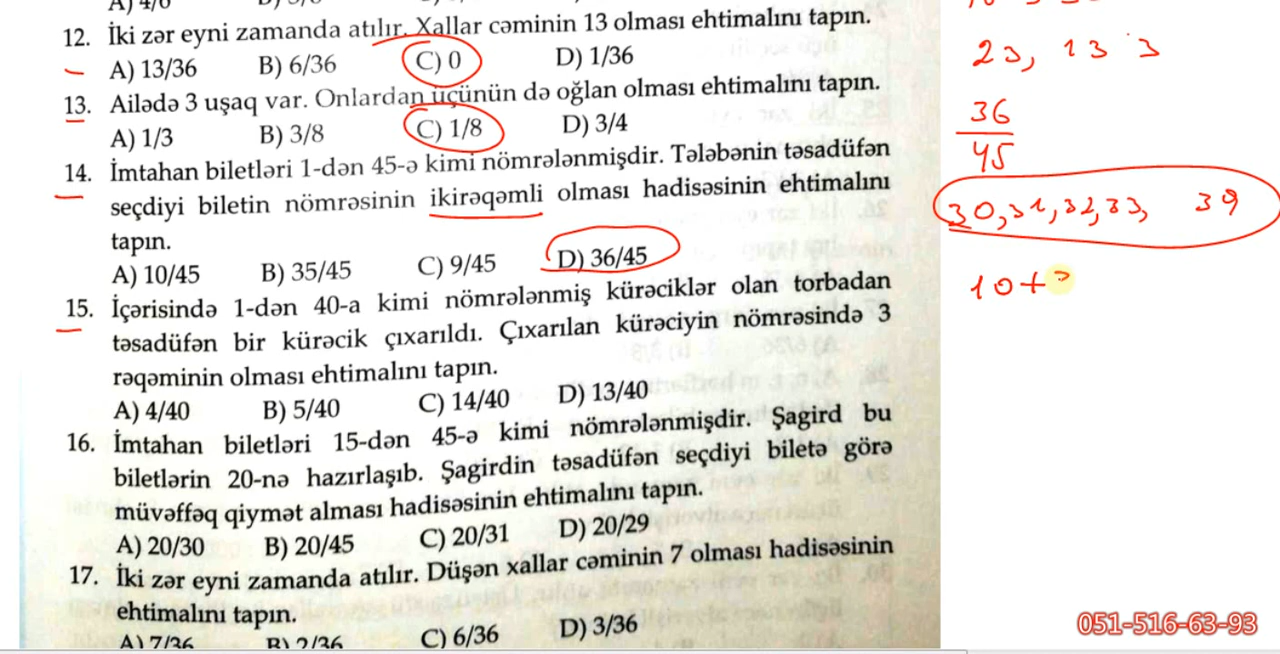 12. İki zər eyni zamanda atılır. Xallar cəminin 13 olması ehtimalını tapın.
A) 13/36 B) 6/36 C) 0 D) 1/36
13. Ailədə 3 uşaq var. Onlardan üçünün də oğlan olması ehtimalını tapın.
A) 1/3 B) 3/8 C) 1/8 D) 3/4
14. İmtahan biletləri 1-dən 45-ə kimi nömrələnmişdir. Tələbənin təsadüfən
seçdiyi biletin nömrəsinin ikirəqəmli olması hadisəsinin ehtimalını
tapın.
A) 10/45 B) 35/45 C) 9/45 D) 36/45
15. İçərisində 1-dən 40-a kimi nömrələnmiş kürəciklər olan torbadan
təsadüfən bir kürəcik çıxarıldı. Çıxarılan kürəciyin nömrəsində 3
rəqəminin olması ehtimalını tapın.
A) 4/40 B) 5/40 C) 14/40 D) 13/40
16. İmtahan biletləri 15-dən 45-ə kimi nömrələnmişdir. Şagird bu
biletlərin 20-nə hazırlaşıb. Şagirdin təsadüfən seçdiyi biletə görə
müvəffəq qiymət alması hadisəsinin ehtimalını tapın.
A) 20/30 B) 20/45 C) 20/31 D) 20/29
17. İki zər eyni zamanda atılır. Düşən xallar cəminin 7 olması hadisəsinin
ehtimalını tapın.
A) 7/36 B) 2/36 C) 6/36 D) 3/36
23, 13 3
36
45
30,31,32,33, 39
10+
051-516-63-93